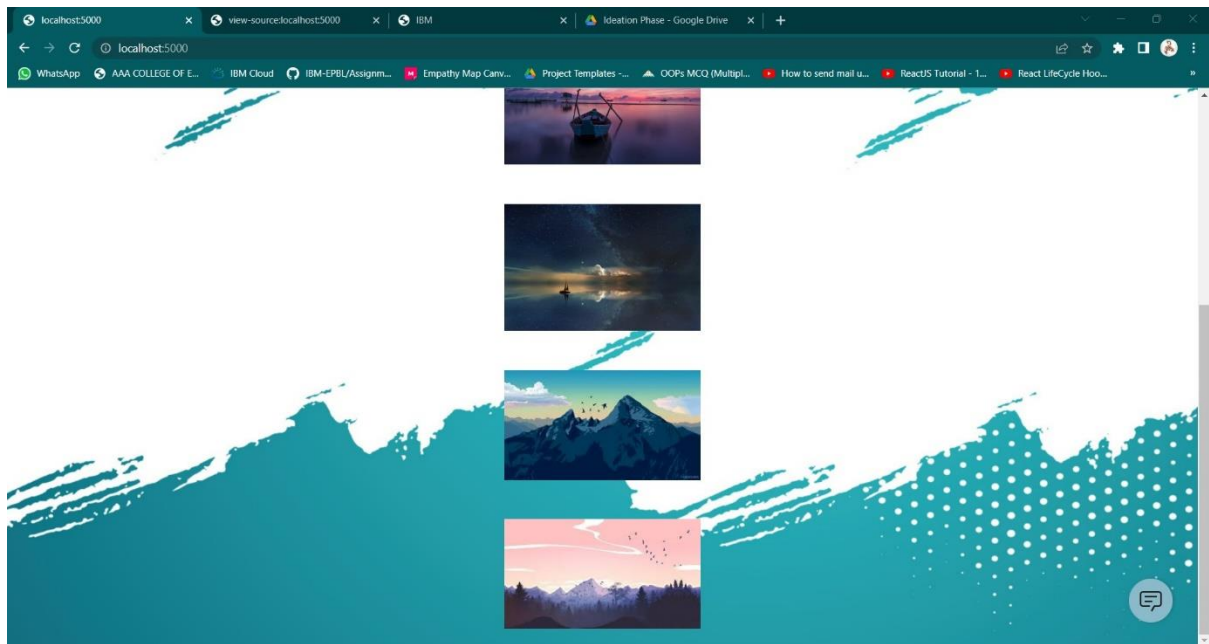 localhost:5000 view-source:localhost:5000 IBM Ideation Phase - Google Drive
localhost:5000
WhatsApp AAA COLLEGE OF E... IBM Cloud IBM-EPBL/Assignm... Empathy Map Canv... Project Templates -... OOPs MCQ (Multipl... How to send mail u... ReactJS Tutorial - 1... React LifeCycle Hoo...